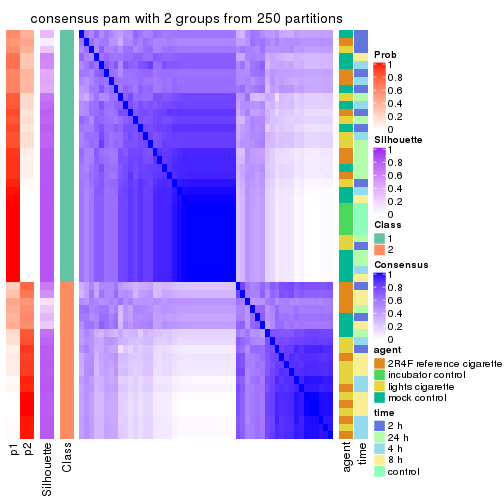 consensus pam with 2 groups from 250 partitions
Prob
1
0.8
0.6
0.4
0.2
0
Silhouette
1
0.8
0.6
0.4
0.2
0
Class
1
2
Consensus
1
0.8
0.6
0.4
0.2
0
agent
2R4F reference cigarette
incubator control
lights cigarette
mock control
time
2 h
24 h
4 h
8 h
control
p1
p2
Silhouette
Class
agent
time